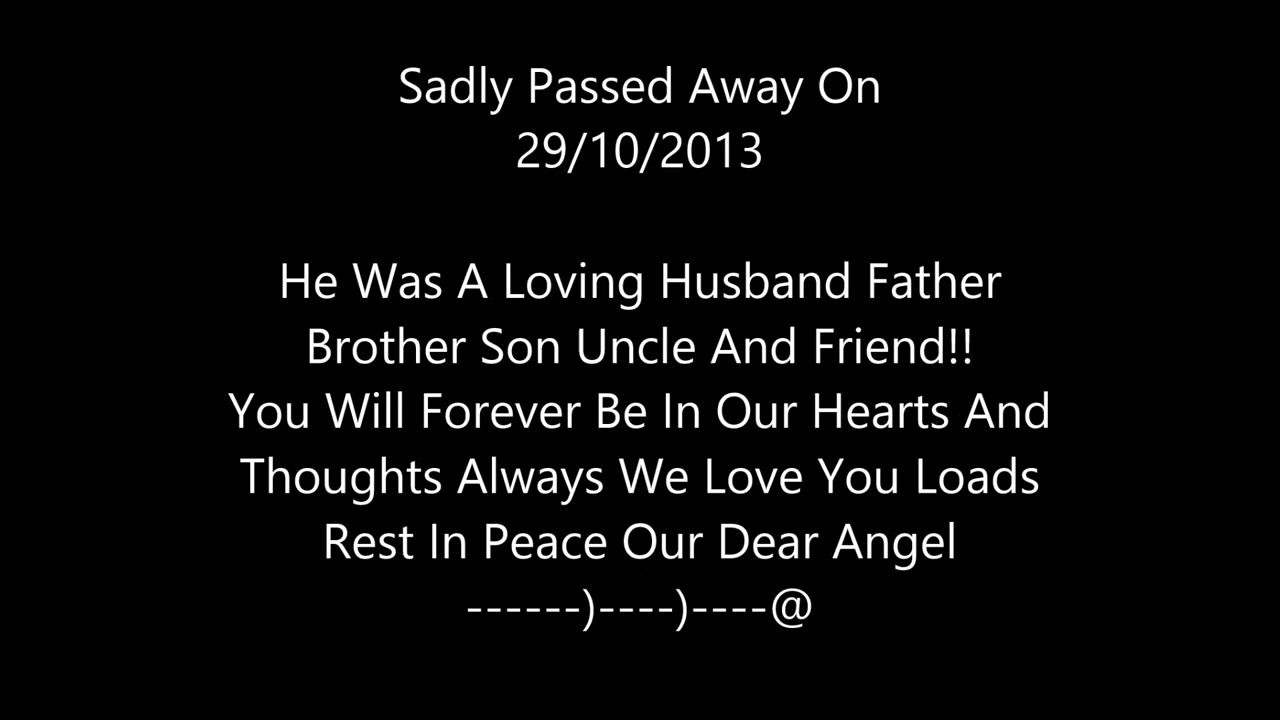 Sadly Passed Away On
29/10/2013
He Was A Loving Husband Father
Brother Son Uncle And Friend!!
You Will Forever Be In Our Hearts And
Thoughts Always We Love You Loads
Rest In Peace Our Dear Angel
------)----)----@